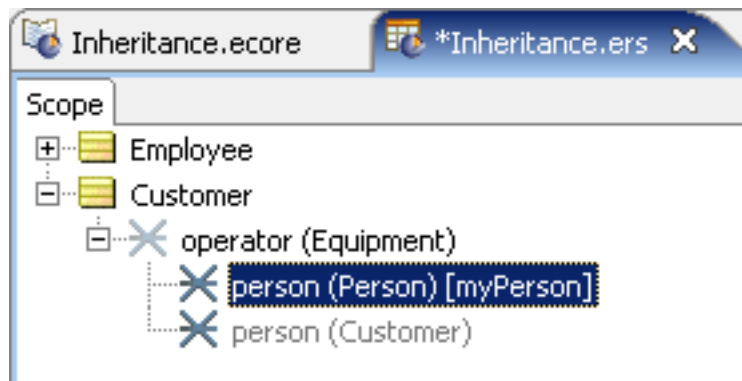 Inheritance.ecore *Inheritance.ers
Scope
Employee
Customer
operator (Equipment)
person (Person) [myPerson]
person (Customer)